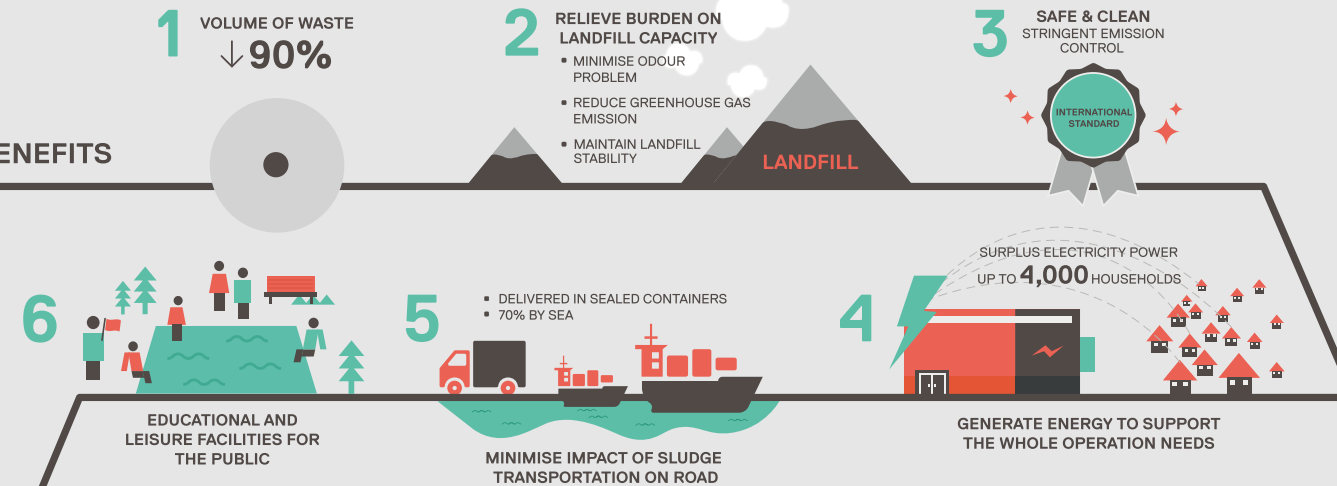 1
VOLUME OF WASTE
↓90%
2
RELIEVE BURDEN ON
LANDFILL CAPACITY
▪ MINIMISE ODOUR
PROBLEM
▪ REDUCE GREENHOUSE GAS
EMISSION
▪ MAINTAIN LANDFILL
STABILITY
LANDFILL
3
SAFE & CLEAN
STRINGENT EMISSION
CONTROL
INTERNATIONAL
STANDARD
ENEFITS
6
EDUCATIONAL AND
LEISURE FACILITIES FOR
THE PUBLIC
5
▪ DELIVERED IN SEALED CONTAINERS
▪ 70% BY SEA
MINIMISE IMPACT OF SLUDGE
TRANSPORTATION ON ROAD
4
SURPLUS ELECTRICITY POWER
UP TO 4,000 HOUSEHOLDS
GENERATE ENERGY TO SUPPORT
THE WHOLE OPERATION NEEDS